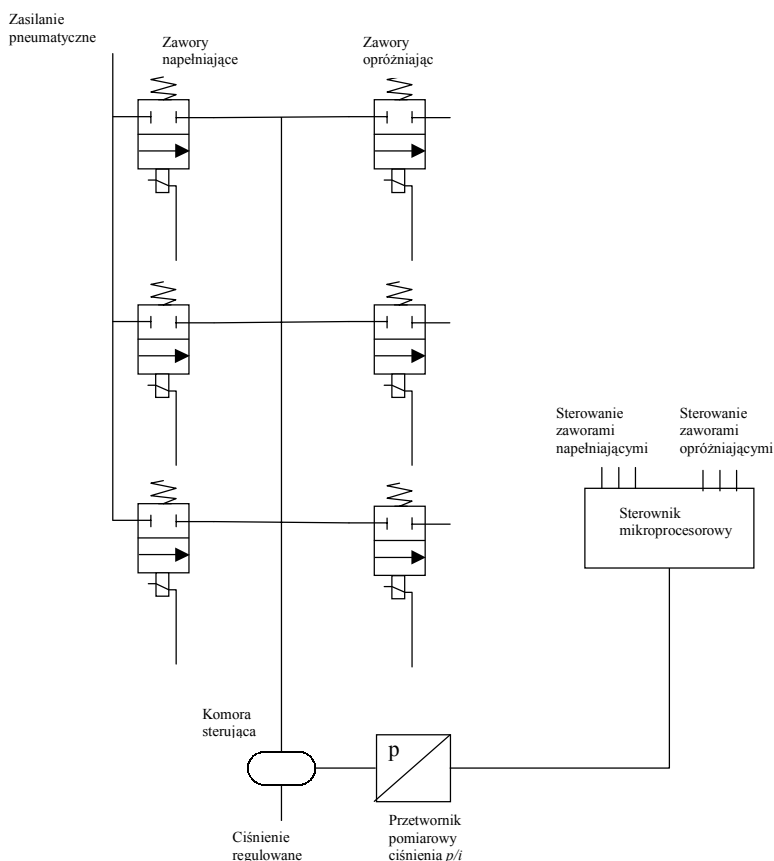 Zasilanie
pneumatyczne
Zawory
napełniające
Zawory
opróżniając
Sterowanie
zaworami
napełniającymi
Sterowanie
zaworami
opróżniającymi
Sterownik
mikroprocesorowy
Komora
sterująca
p
Ciśnienie
regulowane
Przetwornik
pomiarowy
ciśnienia p/i